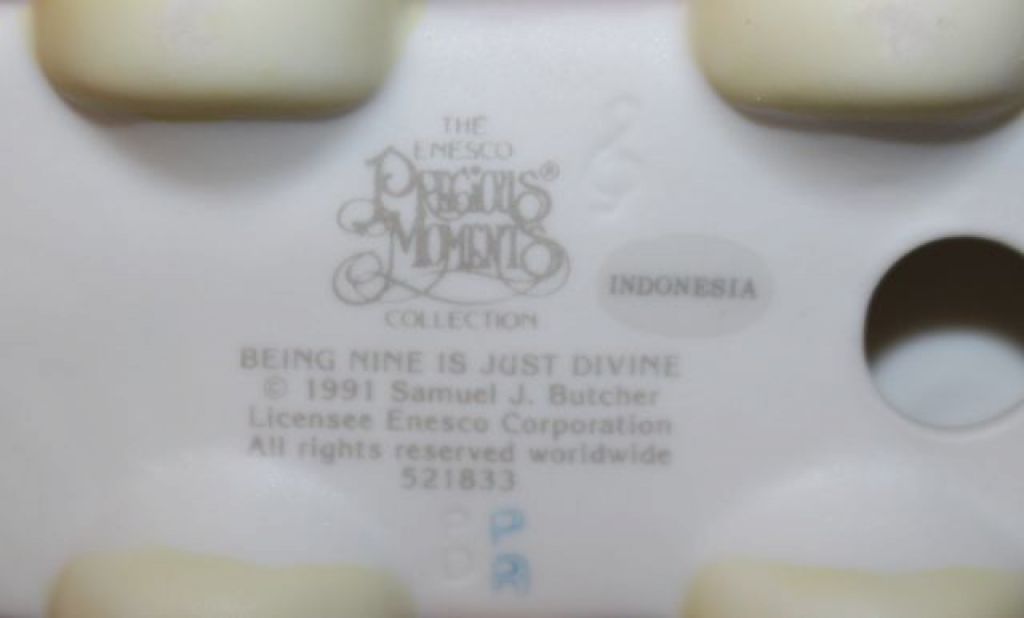 THE
ENESCO
PRECIOUS®
MOMENTS
COLLECTION
INDONESIA
BEING NINE IS JUST DIVINE
© 1991 Samuel J. Butcher
Licensee Enesco Corporation
All rights reserved worldwide
521833
P
R